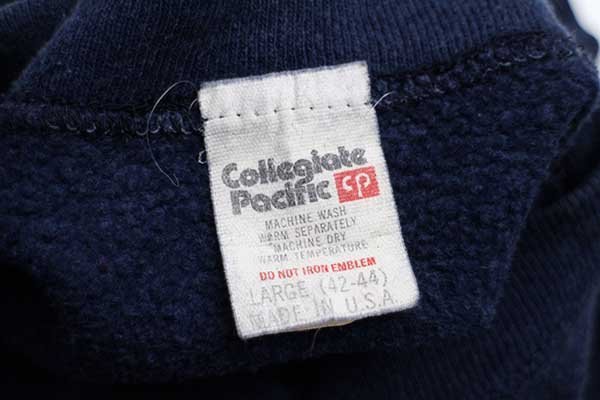 Collegiate
Pacific cp
MACHINE WASH
WARM SEPARATELY
MACHINE DRY
WARM TEMPERATURE
DO NOT IRON EMBLEM
LARGE (42-44)
MADE IN U.S.A.